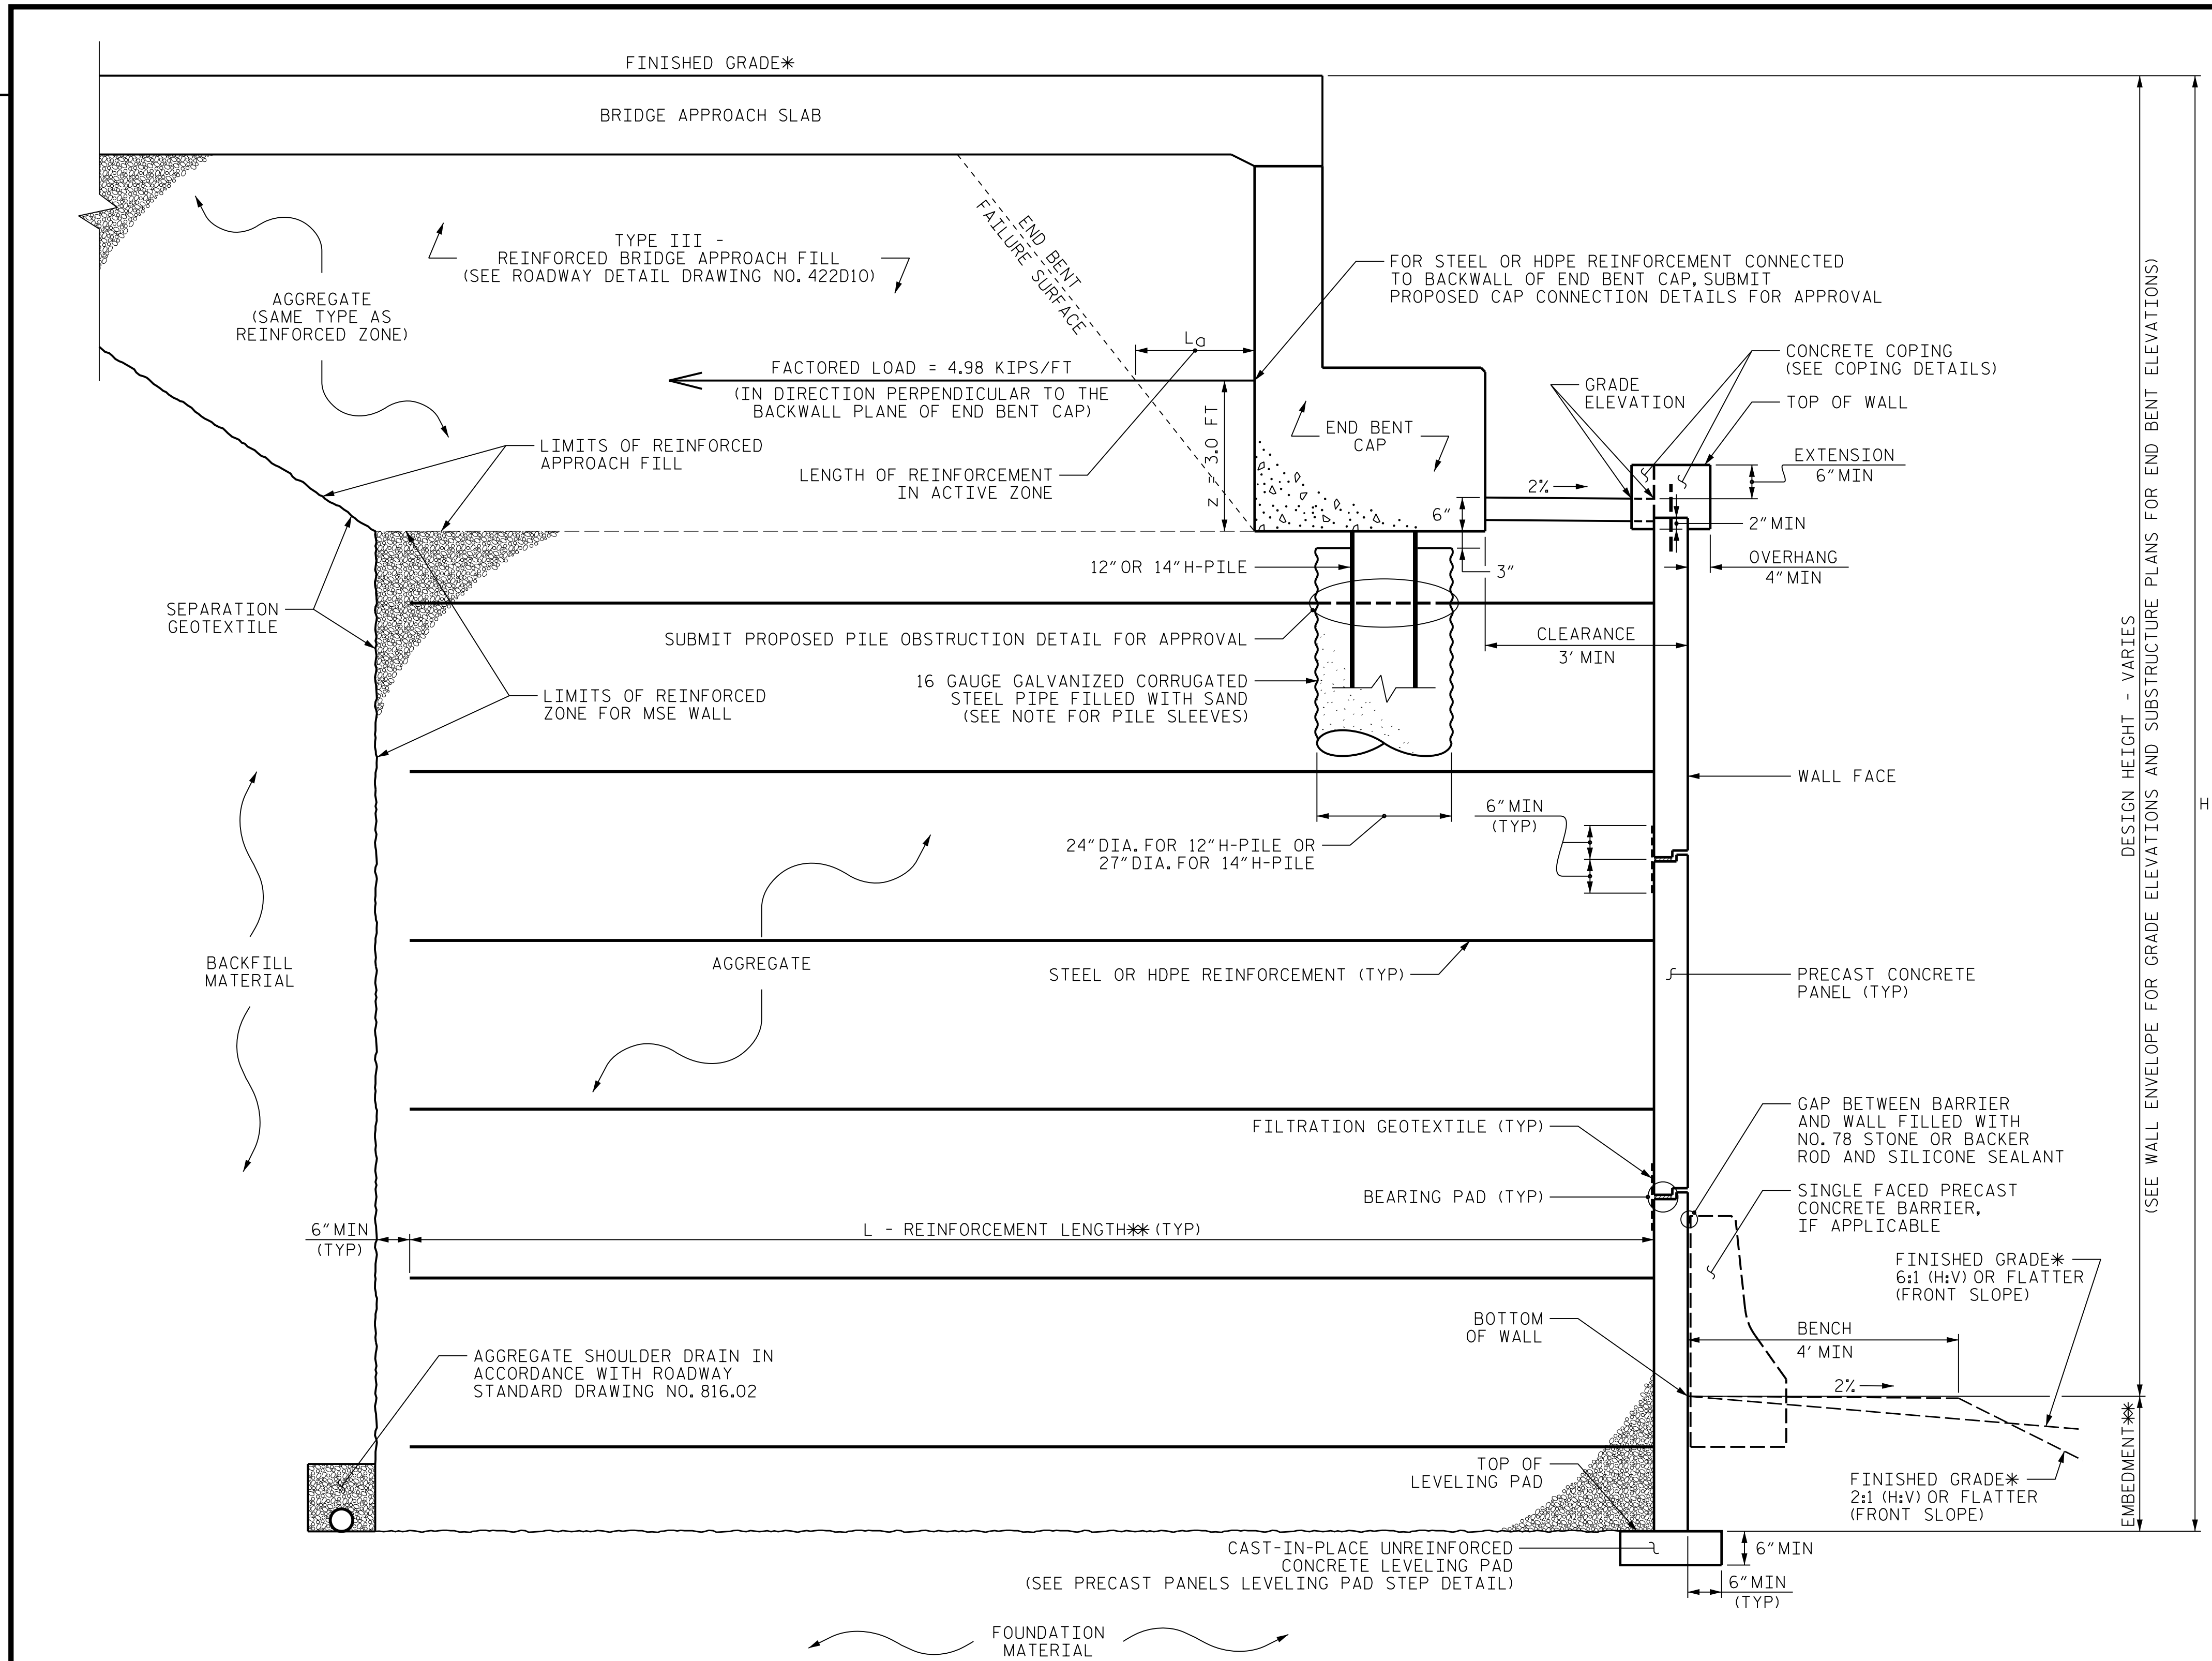 FINISHED GRADE*
BRIDGE APPROACH SLAB
TYPE III -
REINFORCED BRIDGE APPROACH FILL
(SEE ROADWAY DETAIL DRAWING NO. 422D10)
AGGREGATE
(SAME TYPE AS
REINFORCED ZONE)
END BENT
FAILURE SURFACE
FOR STEEL OR HDPE REINFORCEMENT CONNECTED
TO BACKWALL OF END BENT CAP, SUBMIT
PROPOSED CAP CONNECTION DETAILS FOR APPROVAL
La
FACTORED LOAD = 4.98 KIPS/FT
(IN DIRECTION PERPENDICULAR TO THE
BACKWALL PLANE OF END BENT CAP)
z = 3.0 FT
CONCRETE COPING
(SEE COPING DETAILS)
GRADE
ELEVATION
TOP OF WALL
END BENT
CAP
LIMITS OF REINFORCED
APPROACH FILL
LENGTH OF REINFORCEMENT
IN ACTIVE ZONE
EXTENSION
6" MIN
2%
6"
2" MIN
OVERHANG
4" MIN
12" OR 14" H-PILE
3"
SEPARATION
GEOTEXTILE
SUBMIT PROPOSED PILE OBSTRUCTION DETAIL FOR APPROVAL
CLEARANCE
3' MIN
16 GAUGE GALVANIZED CORRUGATED
STEEL PIPE FILLED WITH SAND
(SEE NOTE FOR PILE SLEEVES)
LIMITS OF REINFORCED
ZONE FOR MSE WALL
WALL FACE
6" MIN
(TYP)
24" DIA. FOR 12" H-PILE OR
27" DIA. FOR 14" H-PILE
DESIGN HEIGHT - VARIES
(SEE WALL ENVELOPE FOR GRADE ELEVATIONS AND SUBSTRUCTURE PLANS FOR END BENT ELEVATIONS)
H
BACKFILL
MATERIAL
AGGREGATE
STEEL OR HDPE REINFORCEMENT (TYP)
PRECAST CONCRETE
PANEL (TYP)
FILTRATION GEOTEXTILE (TYP)
GAP BETWEEN BARRIER
AND WALL FILLED WITH
NO. 78 STONE OR BACKER
ROD AND SILICONE SEALANT
BEARING PAD (TYP)
SINGLE FACED PRECAST
CONCRETE BARRIER,
IF APPLICABLE
6" MIN
(TYP)
L - REINFORCEMENT LENGTH** (TYP)
FINISHED GRADE*
6:1 (H:V) OR FLATTER
(FRONT SLOPE)
BOTTOM
OF WALL
BENCH
4' MIN
2%
AGGREGATE SHOULDER DRAIN IN
ACCORDANCE WITH ROADWAY
STANDARD DRAWING NO. 816.02
EMBEDMENT**
TOP OF
LEVELING PAD
FINISHED GRADE*
2:1 (H:V) OR FLATTER
(FRONT SLOPE)
CAST-IN-PLACE UNREINFORCED
CONCRETE LEVELING PAD
(SEE PRECAST PANELS LEVELING PAD STEP DETAIL)
6" MIN
6" MIN
(TYP)
FOUNDATION
MATERIAL